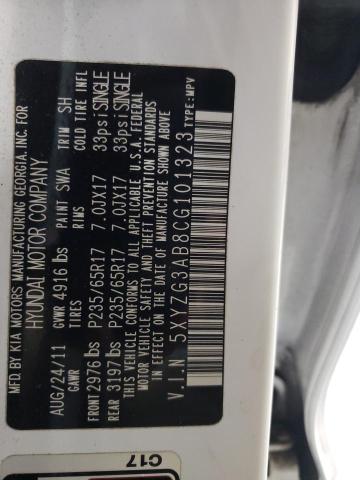 MFD BY KIA MOTORS MANUFACTURING GEORGIA, INC. FOR
HYUNDAI MOTOR COMPANY.
AUG/24/11 GVWR 4916 lbs PAINT SWA TRIM SH
GAWR TIRES RIMS COLD TIRE INFL
FRONT 2976 lbs P235/65R17 7.0JX17 33psi SINGLE
REAR 3197 lbs P235/65R17 7.0JX17 33psi SINGLE
THIS VEHICLE CONFORMS TO ALL APPLICABLE U.S.A. FEDERAL
MOTOR VEHICLE SAFETY, BUMPER, AND THEFT PREVENTION STANDARDS
IN EFFECT ON THE DATE OF MANUFACTURE SHOWN ABOVE.
V.I.N 5XYZG3AB8CG101323
TYPE:MPV
C17